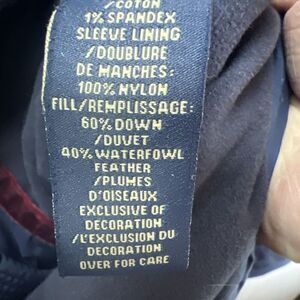 /COTON
1% SPANDEX
SLEEVE LINING
/DOUBLURE
DE MANCHES:
100% NYLON
FILL/REMPLISSAGE:
60% DOWN
/DUVET
40% WATERFOWL
FEATHER
/PLUMES
D'OISEAUX
EXCLUSIVE OF
DECORATION
/L'EXCLUSION DU
DECORATION
OVER FOR CARE